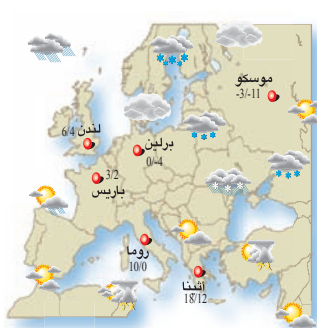 موسكو
-3/-11
لندن
6/4
برلين
0/-4
3/2
باريس
روما
10/0
أثينا
18/12